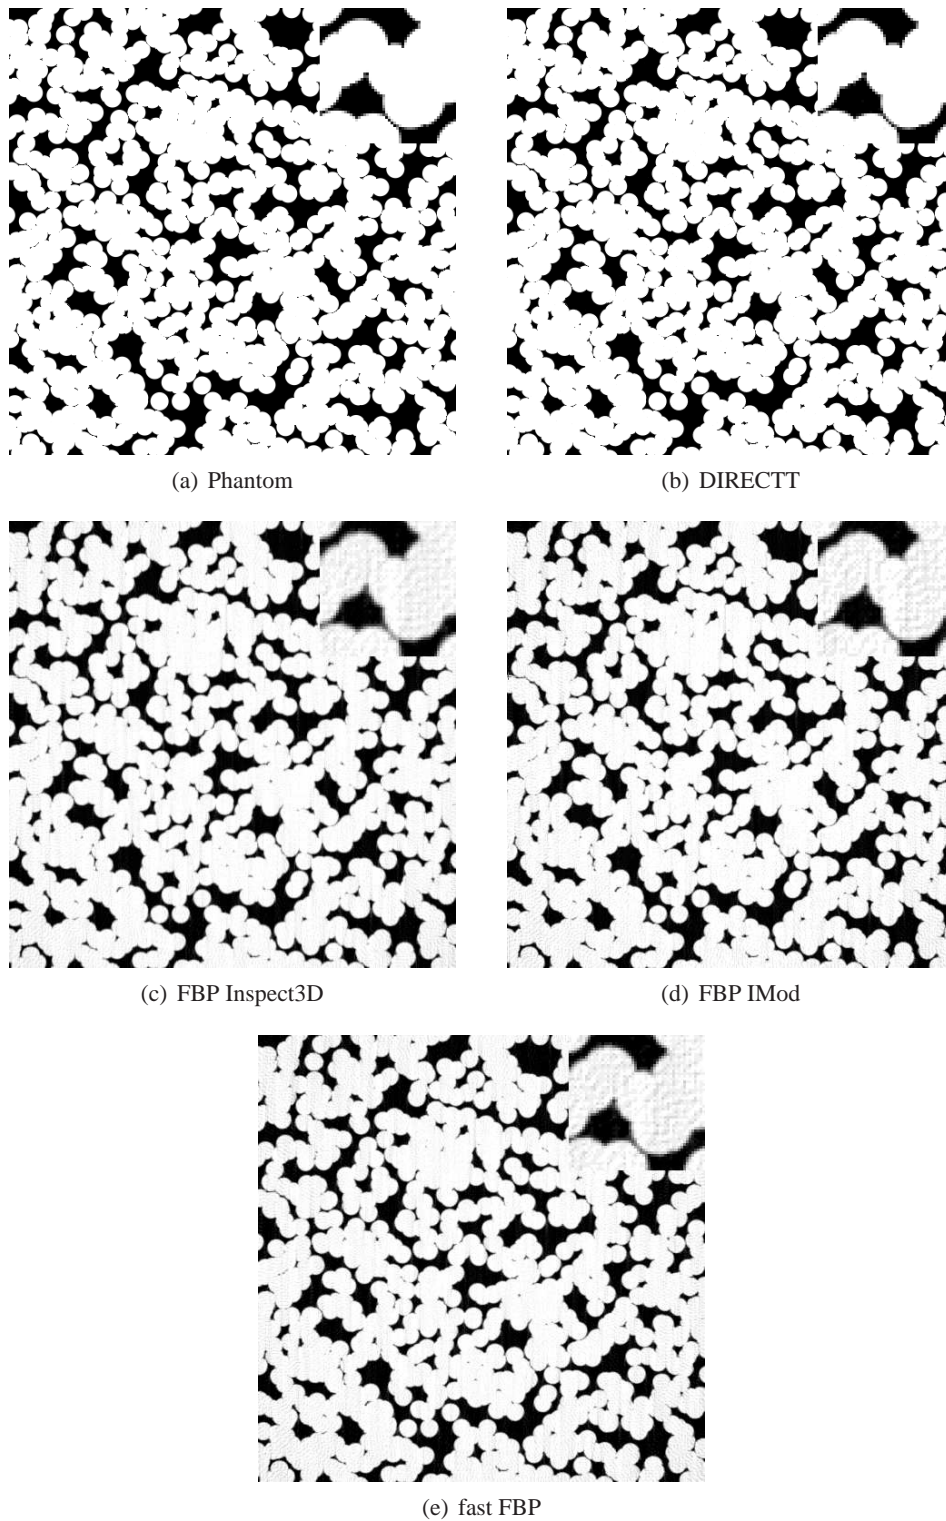 (a) Phantom
(b) DIRECTT
(c) FBP Inspect3D
(d) FBP IMod
(e) fast FBP